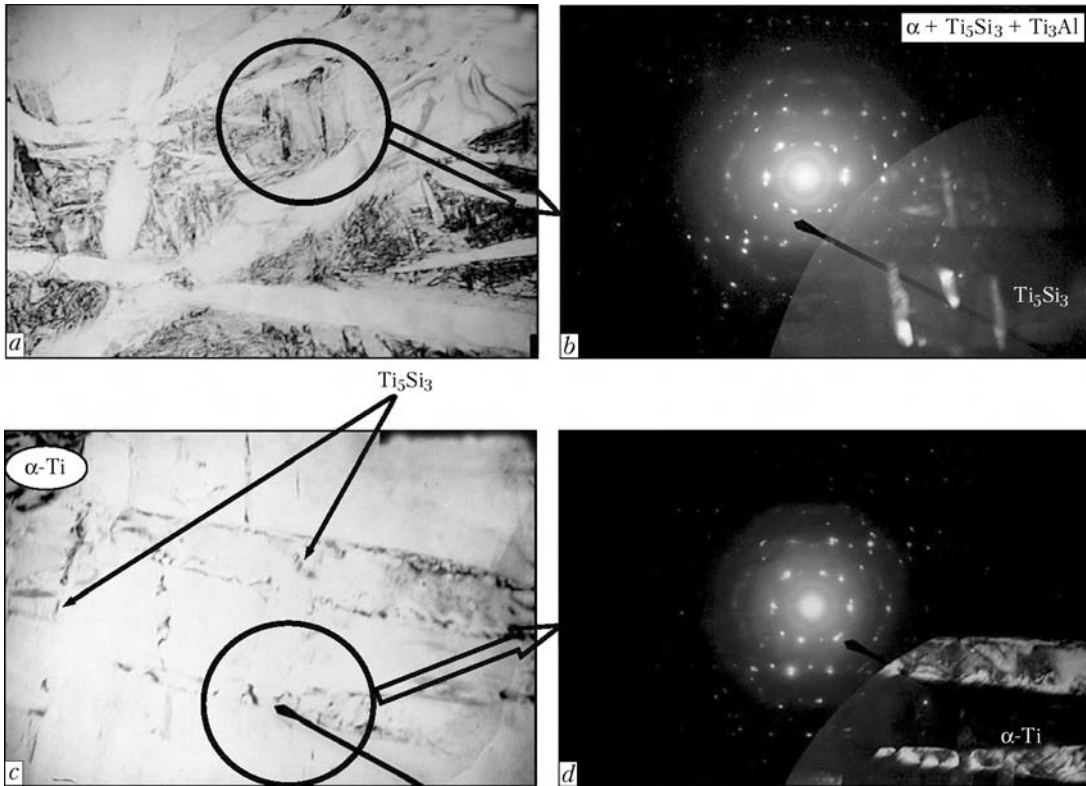 α + Ti₅Si₃ + Ti₃Al
Ti₅Si₃
a
b
Ti₅Si₃
α-Ti
α-Ti
c
d